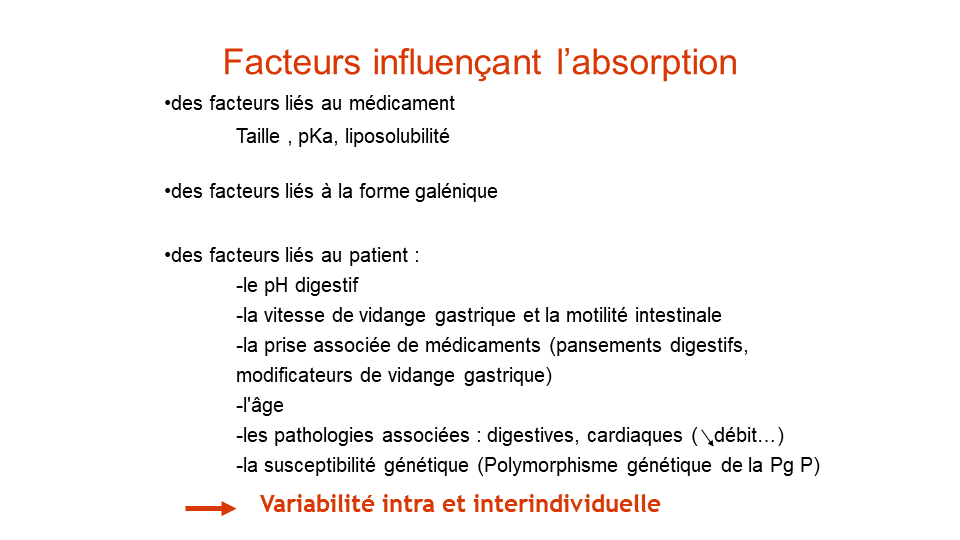 Facteurs influençant l’absorption
•des facteurs liés au médicament
Taille , pKa, liposolubilité
•des facteurs liés à la forme galénique
•des facteurs liés au patient :
-le pH digestif
-la vitesse de vidange gastrique et la motilité intestinale
-la prise associée de médicaments (pansements digestifs,
modificateurs de vidange gastrique)
-l'âge
-les pathologies associées : digestives, cardiaques (↘débit…)
-la susceptibilité génétique (Polymorphisme génétique de la Pg P)
Variabilité intra et interindividuelle